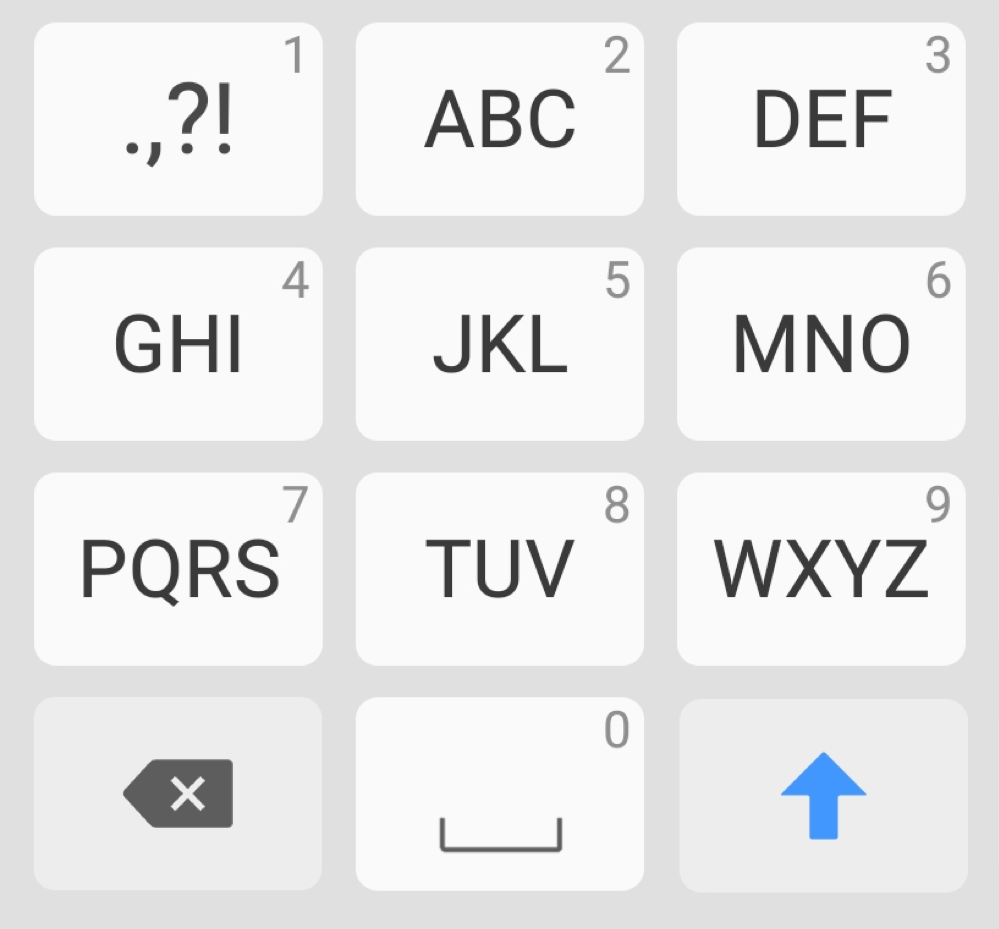 1 2 3
.,?! ABC DEF
4 5 6
GHI JKL MNO
7 8 9
PQRS TUV WXYZ
0